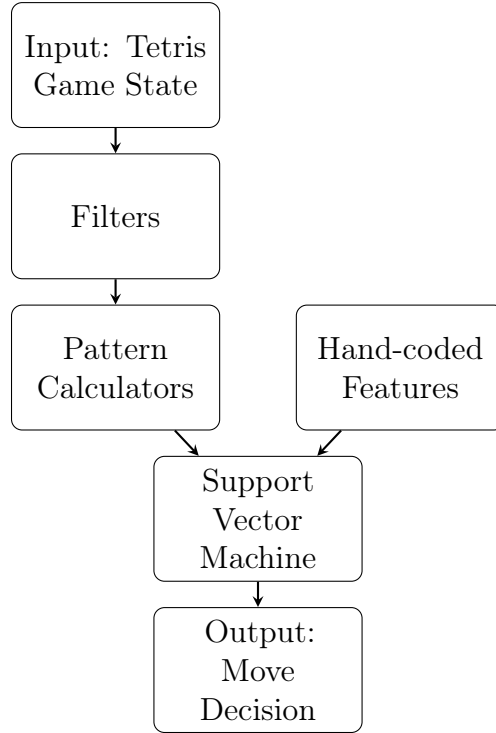 Input: Tetris
Game State
Filters
Pattern
Calculators
Hand-coded
Features
Support
Vector
Machine
Output:
Move
Decision